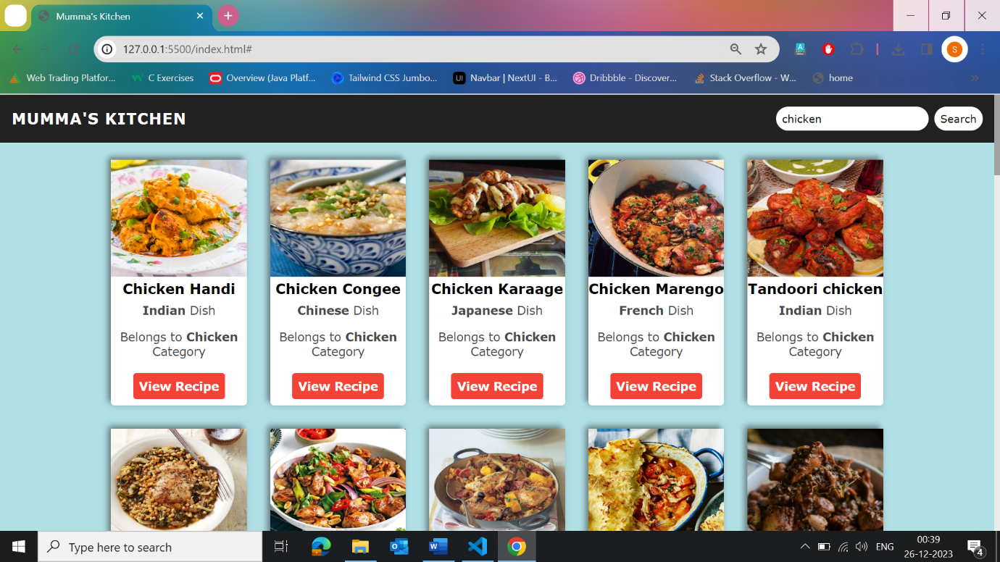 Mumma's Kitchen
127.0.0.1:5500/index.html#
S
Web Trading Platfor...
C Exercises
Overview (Java Platf...
Tailwind CSS Jumbo...
UI
Navbar | NextUI - B...
Dribbble - Discover...
Stack Overflow - W...
home
MUMMA'S KITCHEN
chicken
Search
Chicken Handi
Indian Dish
Belongs to Chicken
Category
View Recipe
Chicken Congee
Chinese Dish
Belongs to Chicken
Category
View Recipe
Chicken Karaage
Japanese Dish
Belongs to Chicken
Category
View Recipe
Chicken Marengo
French Dish
Belongs to Chicken
Category
View Recipe
Tandoori chicken
Indian Dish
Belongs to Chicken
Category
View Recipe
Type here to search
ENG
00:39
26-12-2023
4